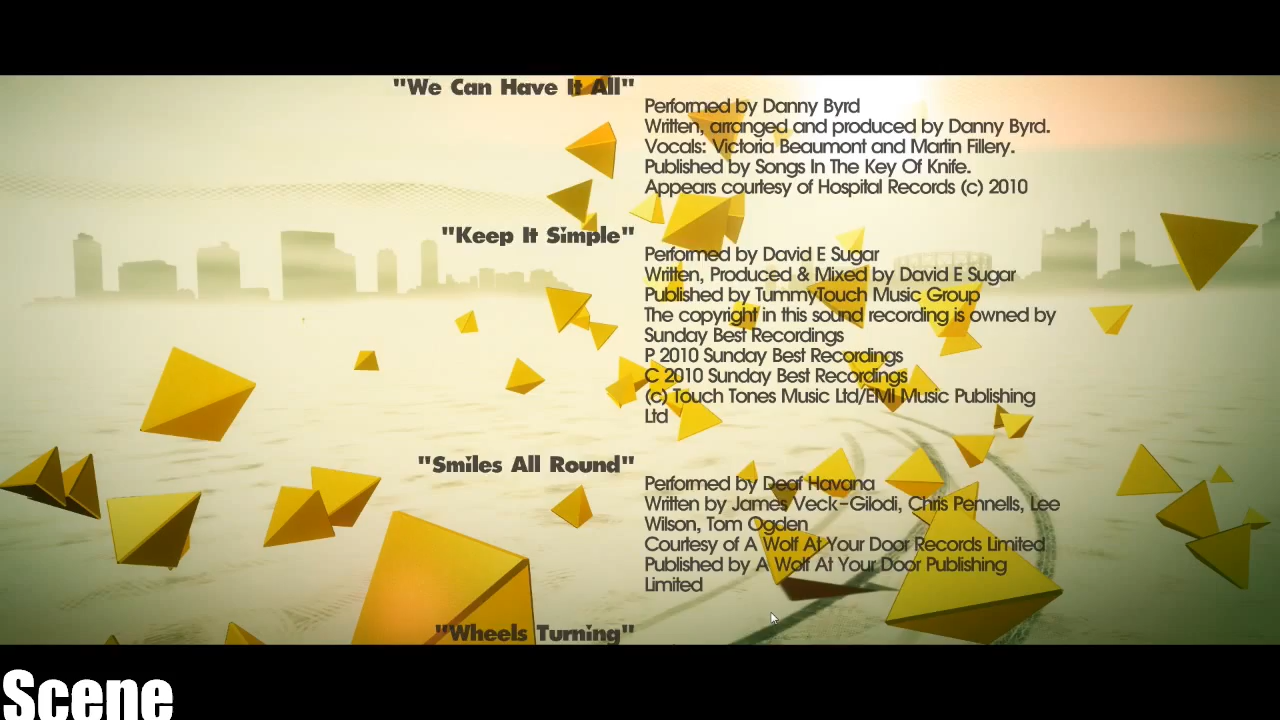 "We Can Have It All"
Performed by Danny Byrd
Written, arranged and produced by Danny Byrd.
Vocals: Victoria Beaumont and Martin Fillery.
Published by Songs In The Key Of Knife.
Appears courtesy of Hospital Records (c) 2010
"Keep It Simple"
Performed by David E Sugar
Written, Produced & Mixed by David E Sugar
Published by TummyTouch Music Group
The copyright in this sound recording is owned by
Sunday Best Recordings
P 2010 Sunday Best Recordings
C 2010 Sunday Best Recordings
(c) Touch Tones Music Ltd/EMI Music Publishing
Ltd
"Smiles All Round"
Performed by Deaf Havana
Written by James Veck-Gilodi, Chris Pennells, Lee
Wilson, Tom Ogden
Courtesy of A Wolf At Your Door Records Limited
Published by A Wolf At Your Door Publishing
Limited
"Wheels Turning"
Scene